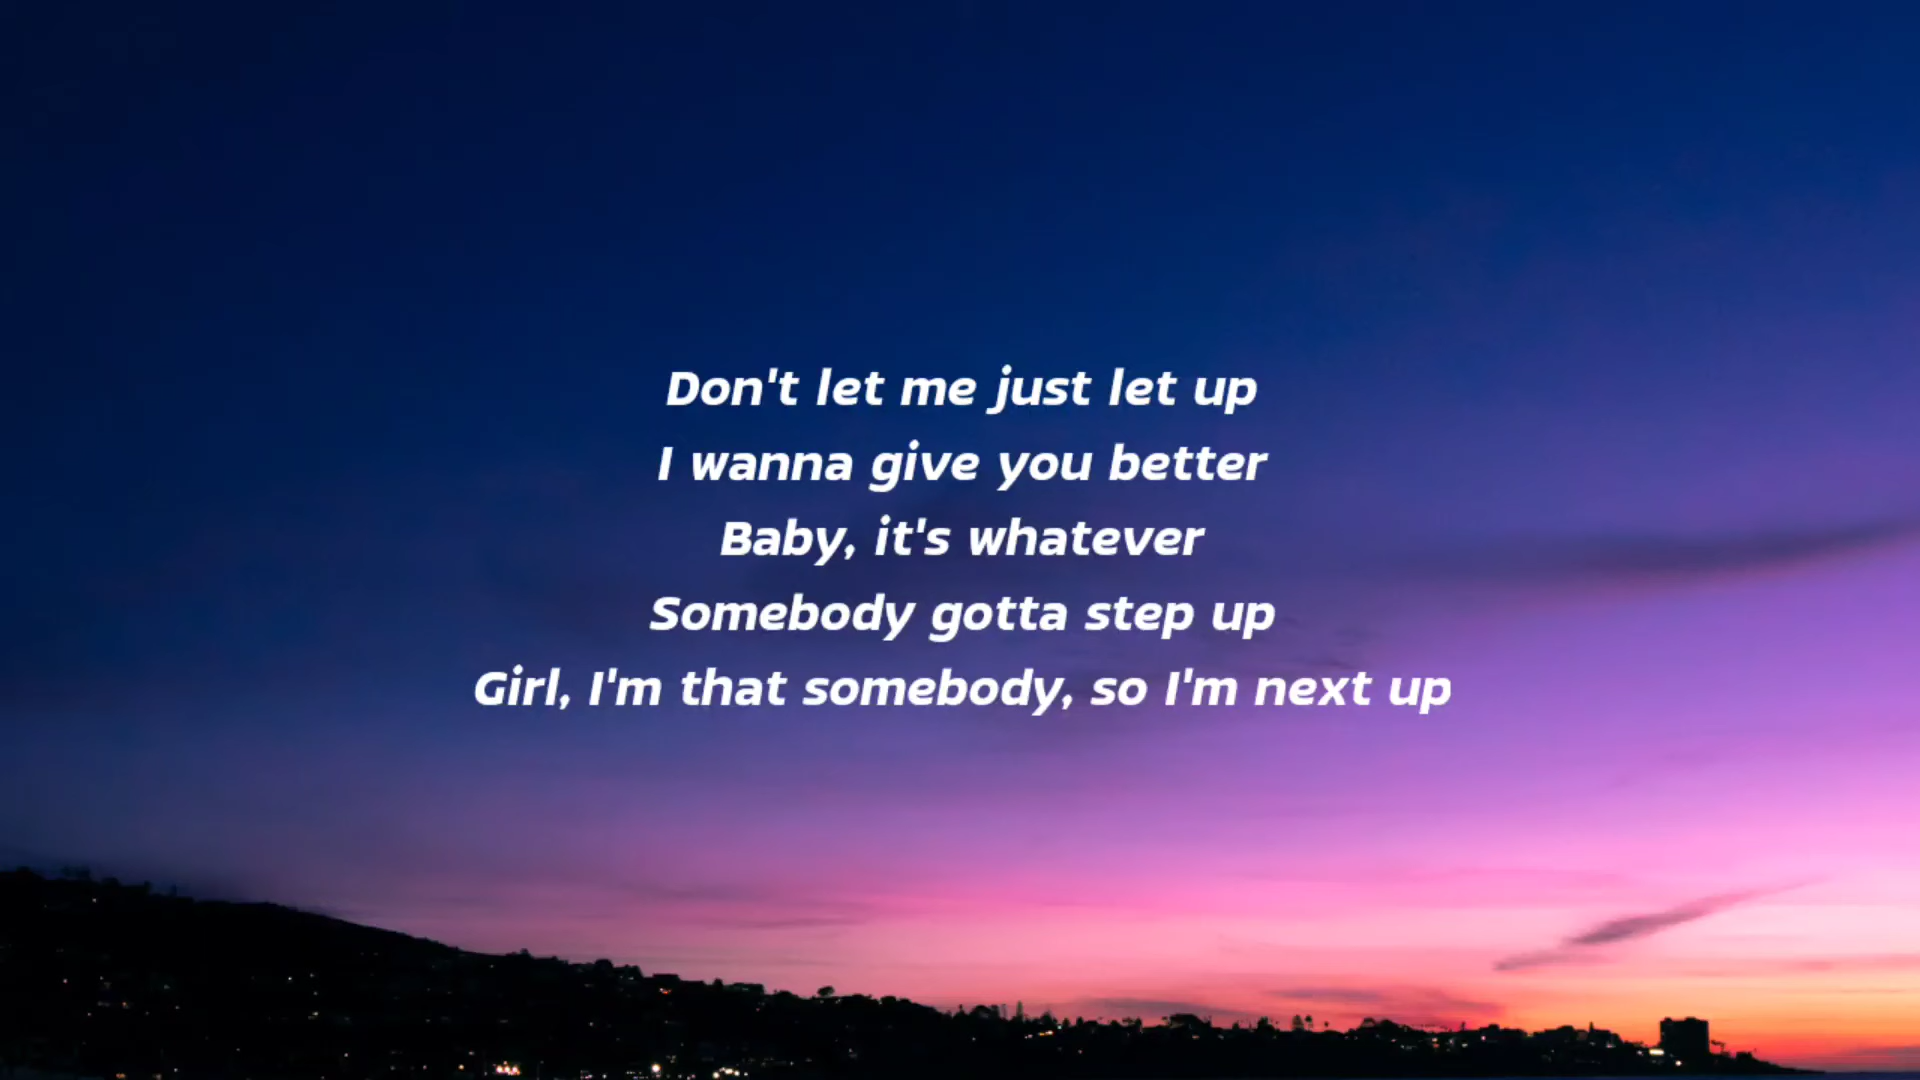 Don't let me just let up
I wanna give you better
Baby, it's whatever
Somebody gotta step up
Girl, I'm that somebody, so I'm next up